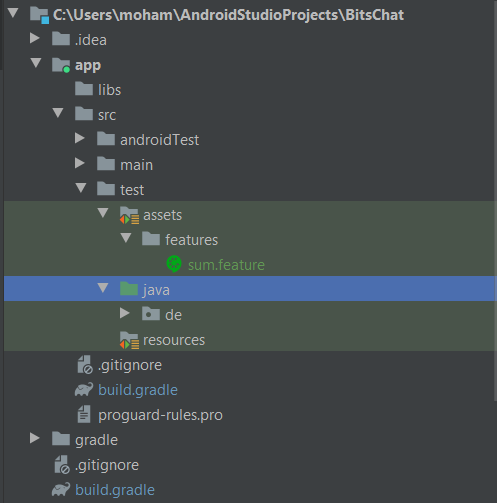 C:\Users\moham\AndroidStudioProjects\BitsChat
.idea
app
libs
src
androidTest
main
test
assets
features
sum.feature
java
de
resources
.gitignore
build.gradle
proguard-rules.pro
gradle
.gitignore
build.gradle